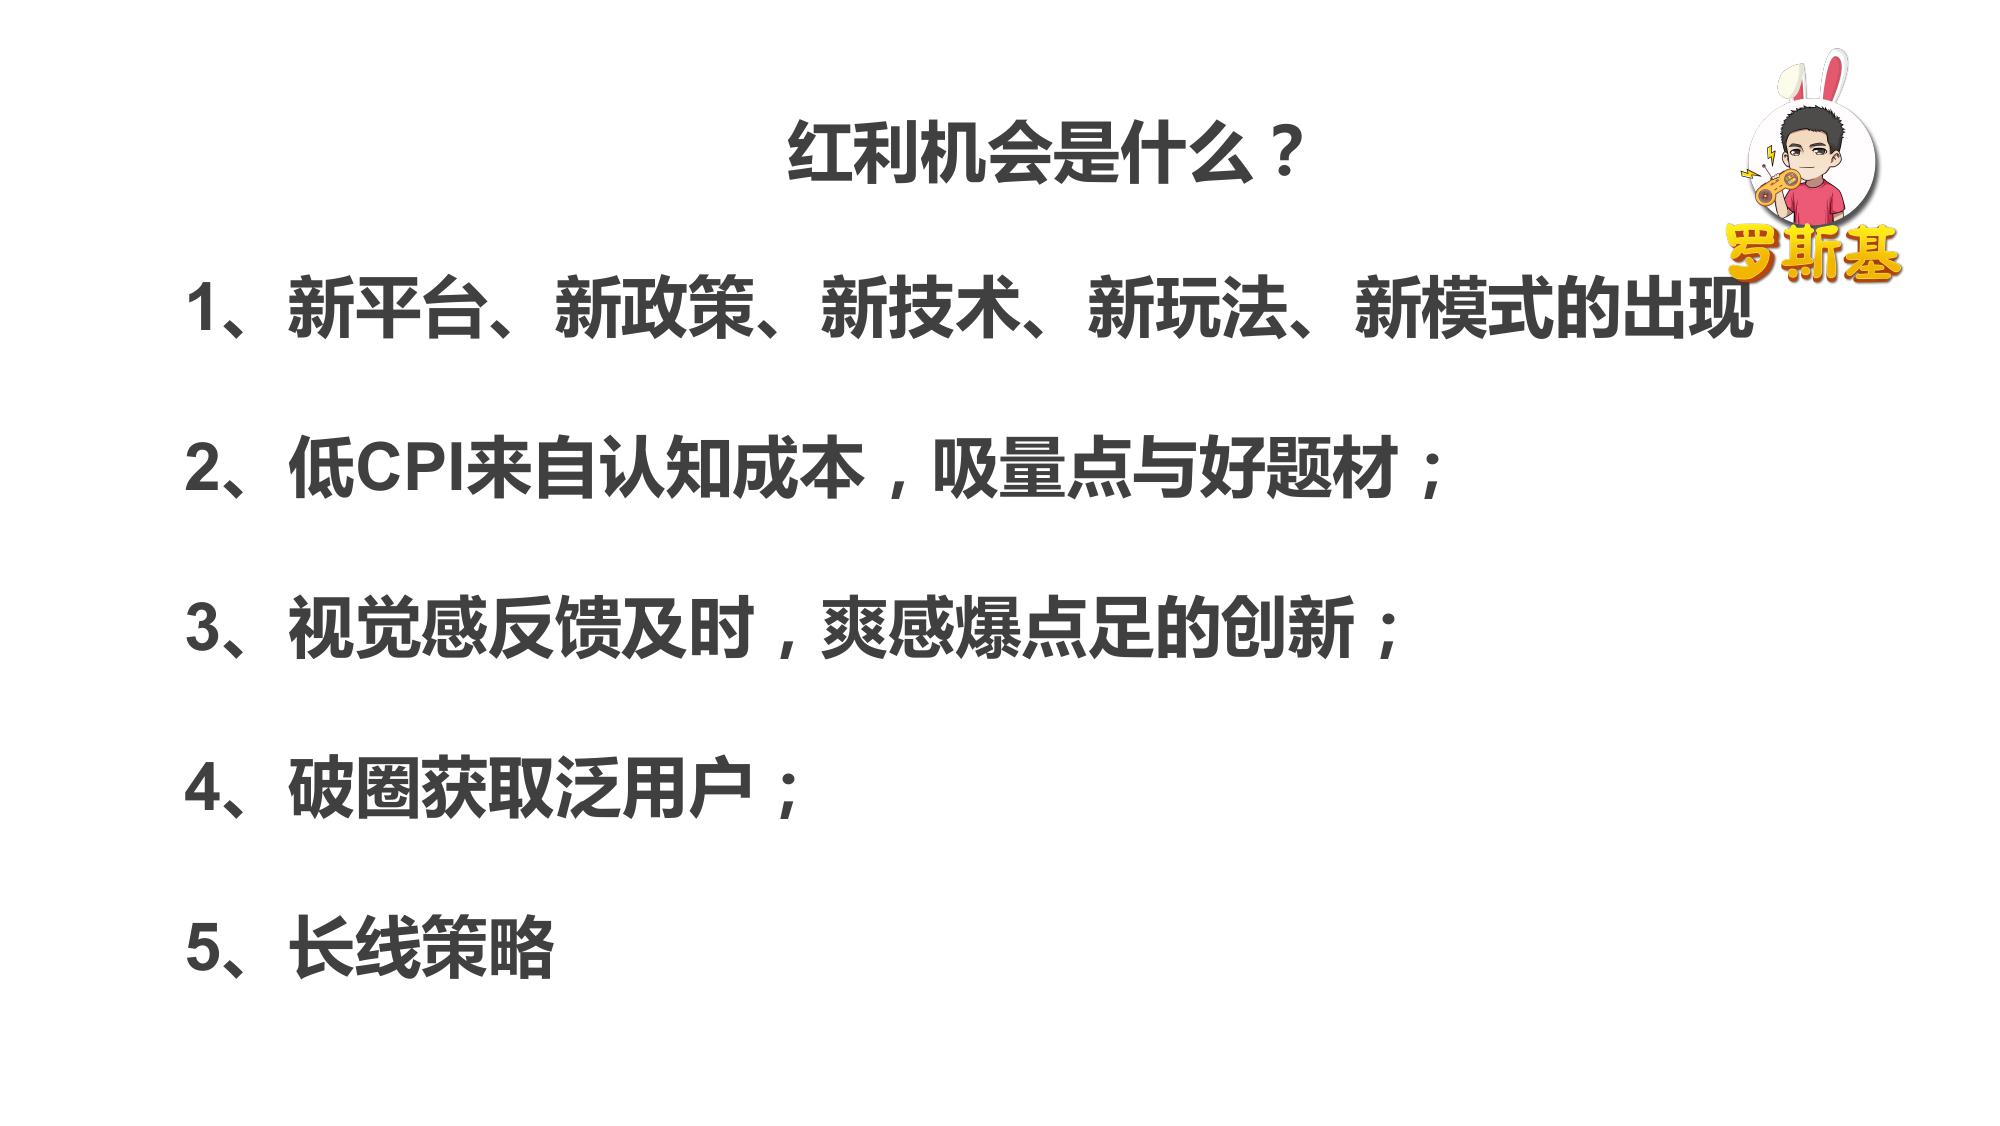 红利机会是什么？
罗斯基
1、新平台、新政策、新技术、新玩法、新模式的出现
2、低CPI来自认知成本，吸量点与好题材；
3、视觉感反馈及时，爽感爆点足的创新；
4、破圈获取泛用户；
5、长线策略